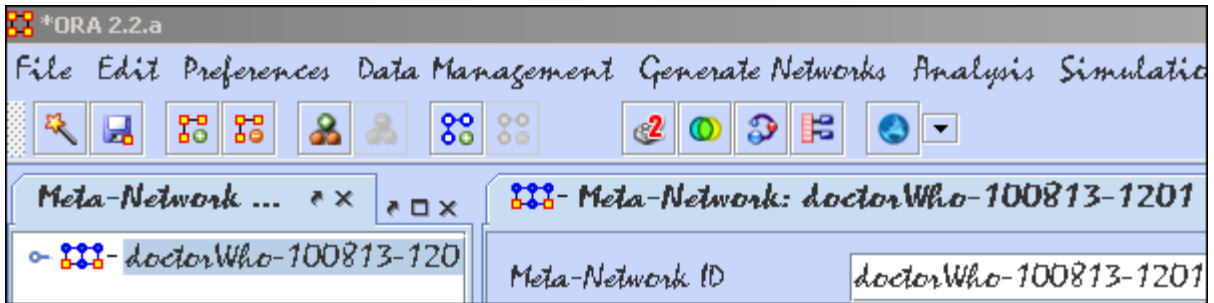 *ORA 2.2.a
File Edit Preferences Data Management Generate Networks Analysis Simulatio
2
Meta-Network ... - Meta-Network: doctorWho-100813-1201
- doctorWho-100813-120
Meta-Network ID doctorWho-100813-1201